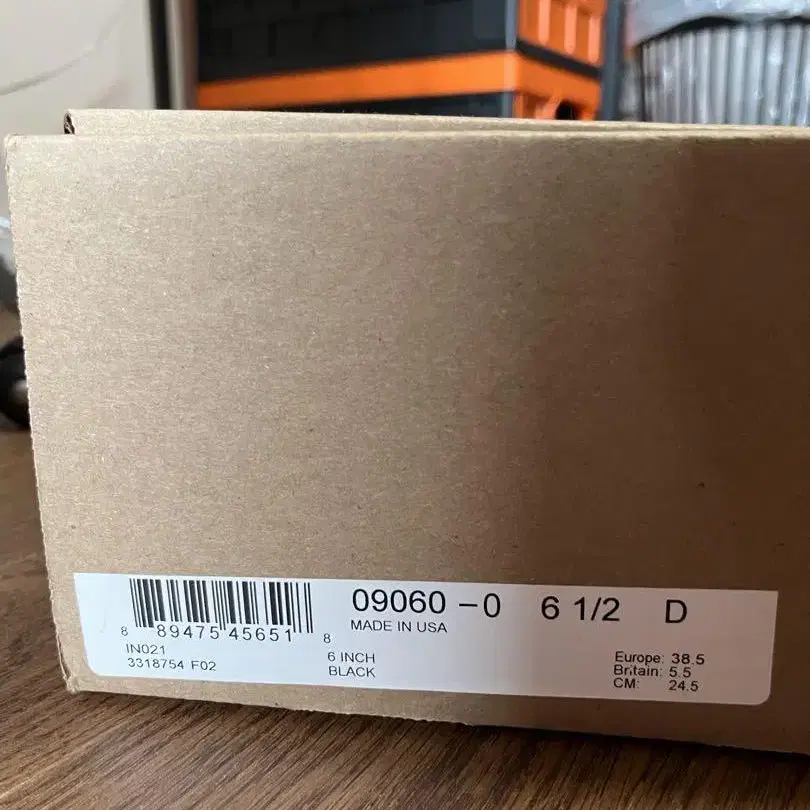 09060 – 0 6 1/2 D
MADE IN USA
8 89475 45651 8
IN021
3318754 F02
6 INCH
BLACK
Europe: 38.5
Britain: 5.5
CM: 24.5